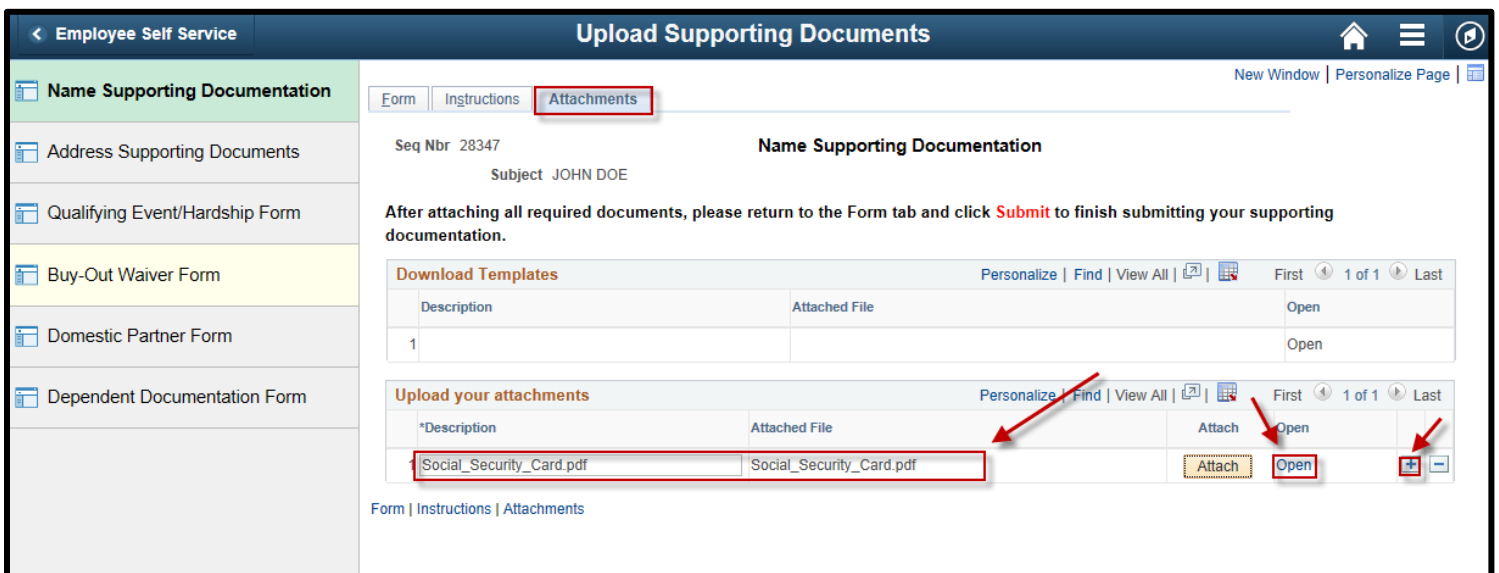 Employee Self Service
Upload Supporting Documents
New Window | Personalize Page |
Name Supporting Documentation
Address Supporting Documents
Qualifying Event/Hardship Form
Buy-Out Waiver Form
Domestic Partner Form
Dependent Documentation Form
Form Instructions Attachments
Seq Nbr 28347 Name Supporting Documentation
Subject JOHN DOE
After attaching all required documents, please return to the Form tab and click Submit to finish submitting your supporting
documentation.
Download Templates Personalize | Find | View All | | First 1 of 1 Last
Description Attached File Open
1 Open
Upload your attachments Personalize | Find | View All | | First 1 of 1 Last
*Description Attached File Attach Open
1 Social_Security_Card.pdf Social_Security_Card.pdf Attach Open + -
Form | Instructions | Attachments